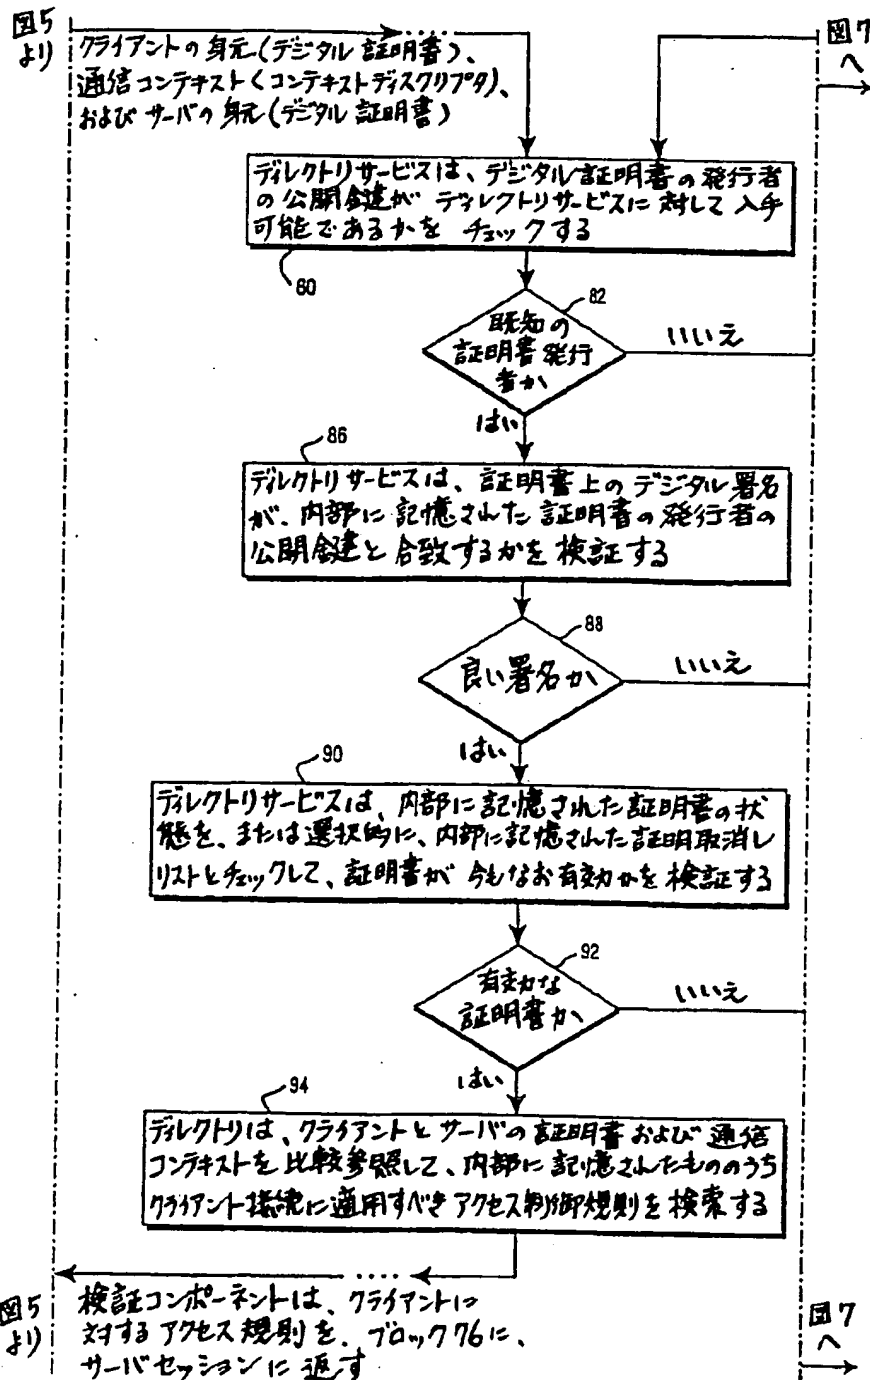 図5
より
図7
へ
クライアントの身元(デジタル証明書)、
通信コンテキスト(コンテキストディスクリプタ)、
およびサーバの身元(デジタル証明書)
ディレクトリサービスは、デジタル証明書の発行者
の公開鍵がディレクトリサービスに対して入手
可能であるかをチェックする
80
82
既知の
証明書発行
者か
いいえ
はい
86
ディレクトリサービスは、証明書上のデジタル署名
が、内部に記憶された証明書の発行者の
公開鍵と合致するかを検証する
88
良い署名か
いいえ
はい
90
ディレクトリサービスは、内部に記憶された証明書の状
態を、または選択的に、内部に記憶された証明取消し
リストとチェックして、証明書が今もなお有効かを検証する
92
有効な
証明書か
いいえ
はい
94
ディレクトリは、クライアントとサーバの証明書および通信
コンテキストを比較参照して、内部に記憶されたもののうち
クライアント接続に適用すべきアクセス制御規則を検索する
図5
より
検証コンポーネントは、クライアントに
対するアクセス規則を、ブロック76に、
サーバセッションに返す
図7
へ